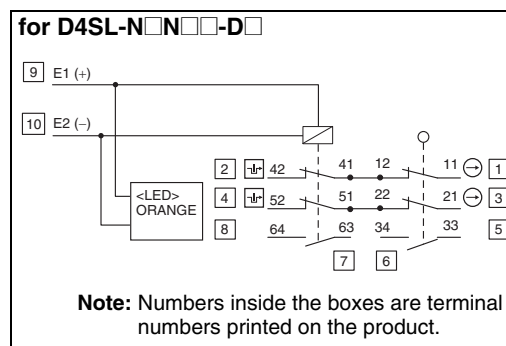 for D4SL-N□N□□-D□
9 E1 (+)
10 E2 (−)
<LED>
ORANGE
2 42 41 12 11 1
4 52 51 22 21 3
8 64 63 34 33 5
7 6
Note: Numbers inside the boxes are terminal
numbers printed on the product.